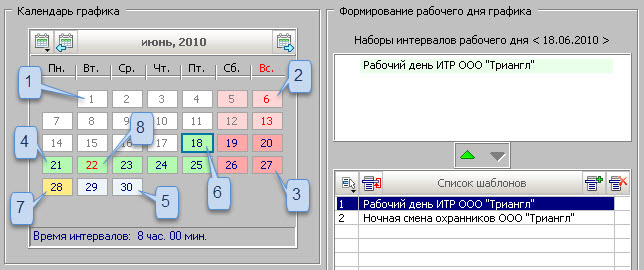 Календарь графика
июнь, 2010
Пн. Вт. Ср. Чт. Пт. Сб. Вс.
1 2 3 4 5 6
7 8 9 10 11 12 13
14 15 16 17 18 19 20
21 22 23 24 25 26 27
28 29 30
1
2
4
8
6
3
7
5
Время интервалов: 8 час. 00 мин.
Формирование рабочего дня графика
Наборы интервалов рабочего дня < 18.06.2010 >
Рабочий день ИТР ООО "Триангл"
Список шаблонов
1 Рабочий день ИТР ООО "Триангл"
2 Ночная смена охранников ООО "Триангл"